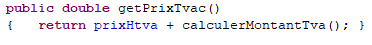 public double getPrixTvac()
{   return prixHtva + calculerMontantTva(); }